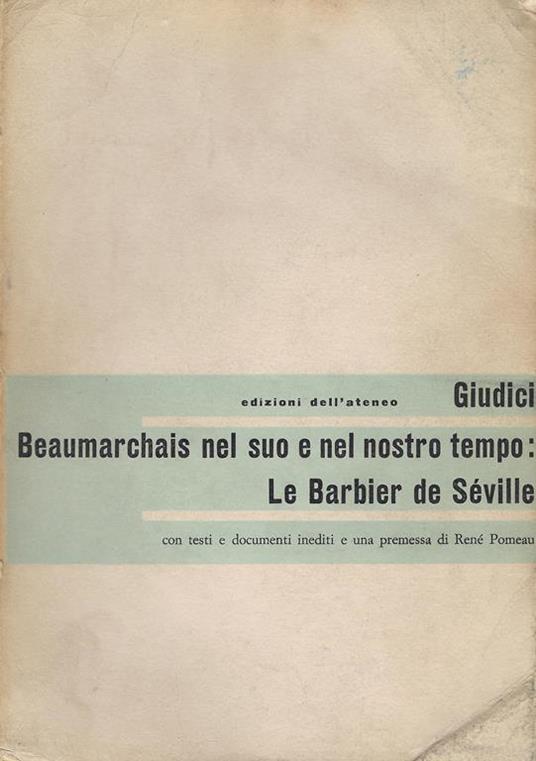 edizioni dell'ateneo Giudici
Beaumarchais nel suo e nel nostro tempo:
Le Barbier de Séville
con testi e documenti inediti e una premessa di René Pomeau